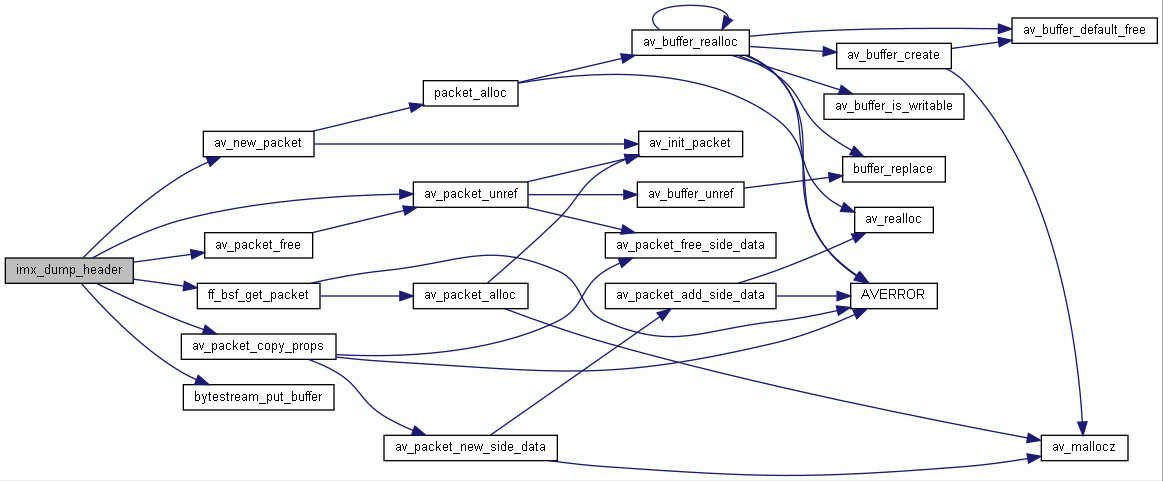 av_buffer_realloc
av_buffer_default_free
av_buffer_create
packet_alloc
av_buffer_is_writable
av_new_packet
av_init_packet
buffer_replace
av_packet_unref
av_buffer_unref
av_realloc
av_packet_free
av_packet_free_side_data
imx_dump_header
ff_bsf_get_packet
av_packet_alloc
av_packet_add_side_data
AVERROR
av_packet_copy_props
bytestream_put_buffer
av_packet_new_side_data
av_mallocz